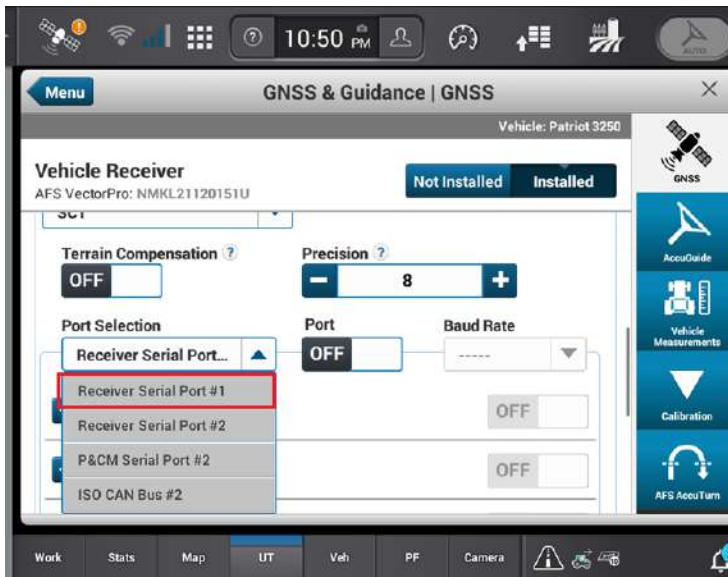 10:50 PM
AUTO
Menu
GNSS & Guidance | GNSS
Vehicle: Patriot 3250
Vehicle Receiver
AFS VectorPro: NMKL21120151U
Not Installed
Installed
GNSS
SC1
Terrain Compensation ?
Precision ?
OFF
8
AccuGuide
Port Selection
Port
Baud Rate
Receiver Serial Port...
OFF
-----
Vehicle
Measurements
Receiver Serial Port #1
OFF
Receiver Serial Port #2
Calibration
P&CM Serial Port #2
OFF
ISO CAN Bus #2
AFS AccuTurn
Work
Stats
Map
UT
Veh
PF
Camera